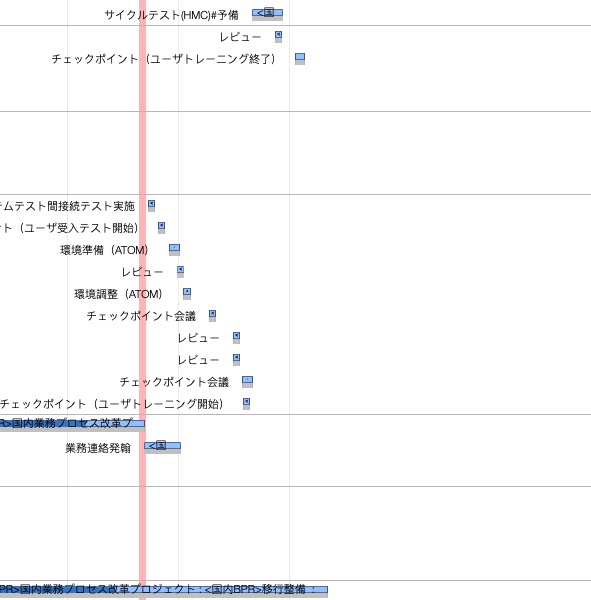 サイクルテスト(HMC)#予備 <国
レビュー
チェックポイント（ユーザトレーニング終了）
テムテスト間接続テスト実施
ト（ユーザ受入テスト開始）
環境準備（ATOM）
レビュー
環境調整（ATOM）
チェックポイント会議
レビュー
レビュー
チェックポイント会議
チェックポイント（ユーザトレーニング開始）
R>国内業務プロセス改革プ
業務連絡発翰 <国
PR>国内業務プロセス改革プロジェクト : <国内BPR>移行整備 :